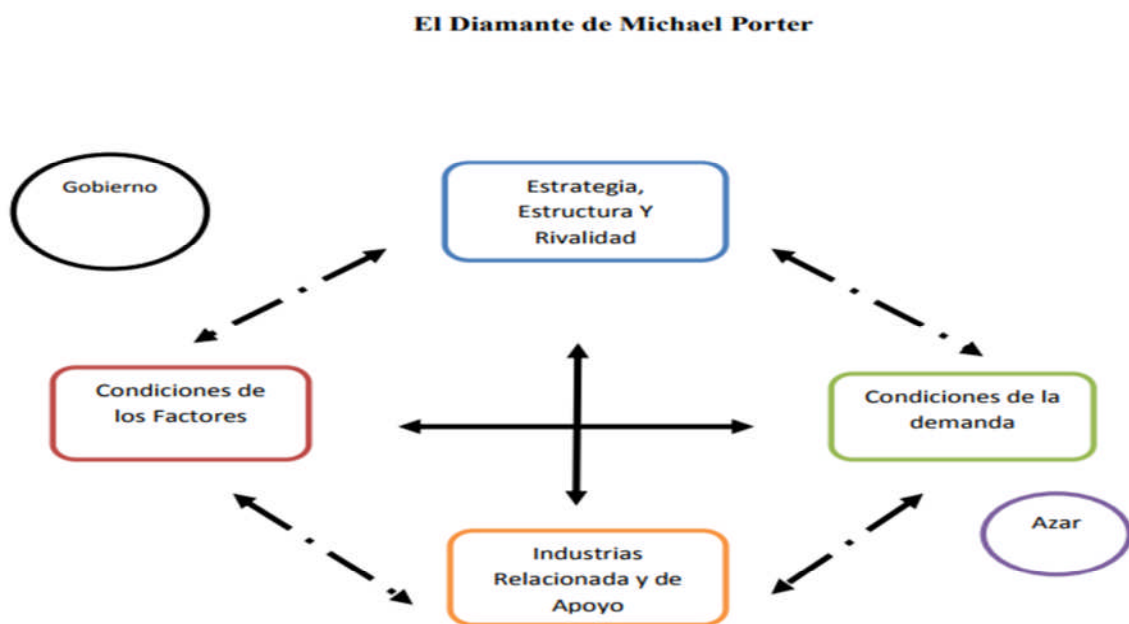 El Diamante de Michael Porter
Gobierno
Estrategia,
Estructura Y
Rivalidad
Condiciones de
los Factores
Condiciones de la
demanda
Azar
Industrias
Relacionada y de
Apoyo